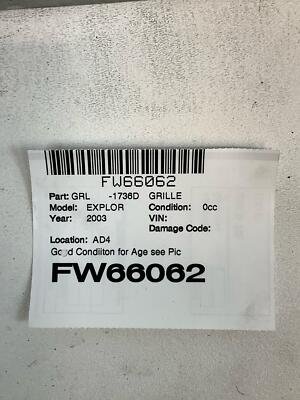 FW66062
Part: GRL -1736D GRILLE
Model: EXPLOR Condition: 0cc
Year: 2003 VIN:
Damage Code:
Location: AD4
Good Condiiton for Age see Pic
FW66062